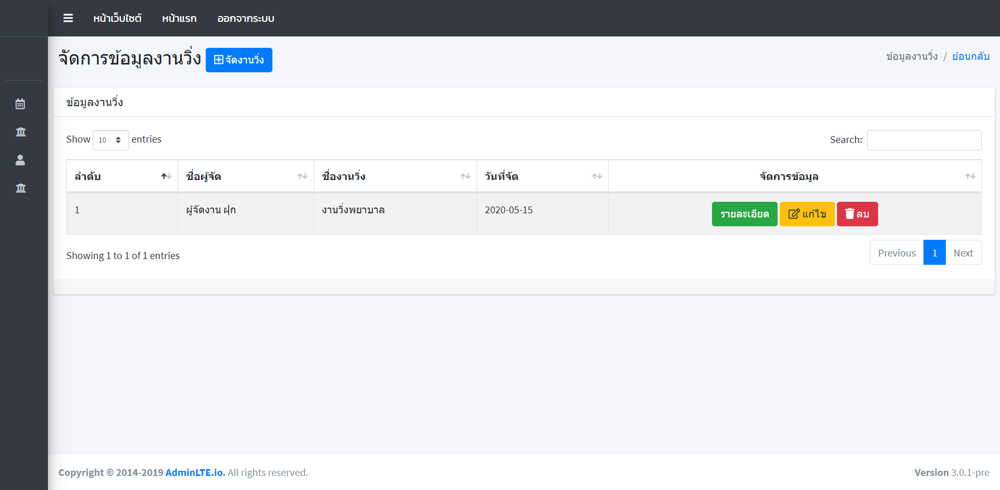 หน้าเว็บไซต์ หน้าแรก ออกจากระบบ
จัดการข้อมูลงานวิ่ง จัดงานวิ่ง
ข้อมูลงานวิ่ง / ย้อนกลับ
ข้อมูลงานวิ่ง
Show 10 entries
Search:
ลำดับ ชื่อผู้จัด ชื่องานวิ่ง วันที่จัด จัดการข้อมูล
1 ผู้จัดงาน ฝุก งานวิ่งพยาบาล 2020-05-15 รายละเอียด แก้ไข ลบ
Showing 1 to 1 of 1 entries
Previous 1 Next
Copyright © 2014-2019 AdminLTE.io. All rights reserved.
Version 3.0.1-pre